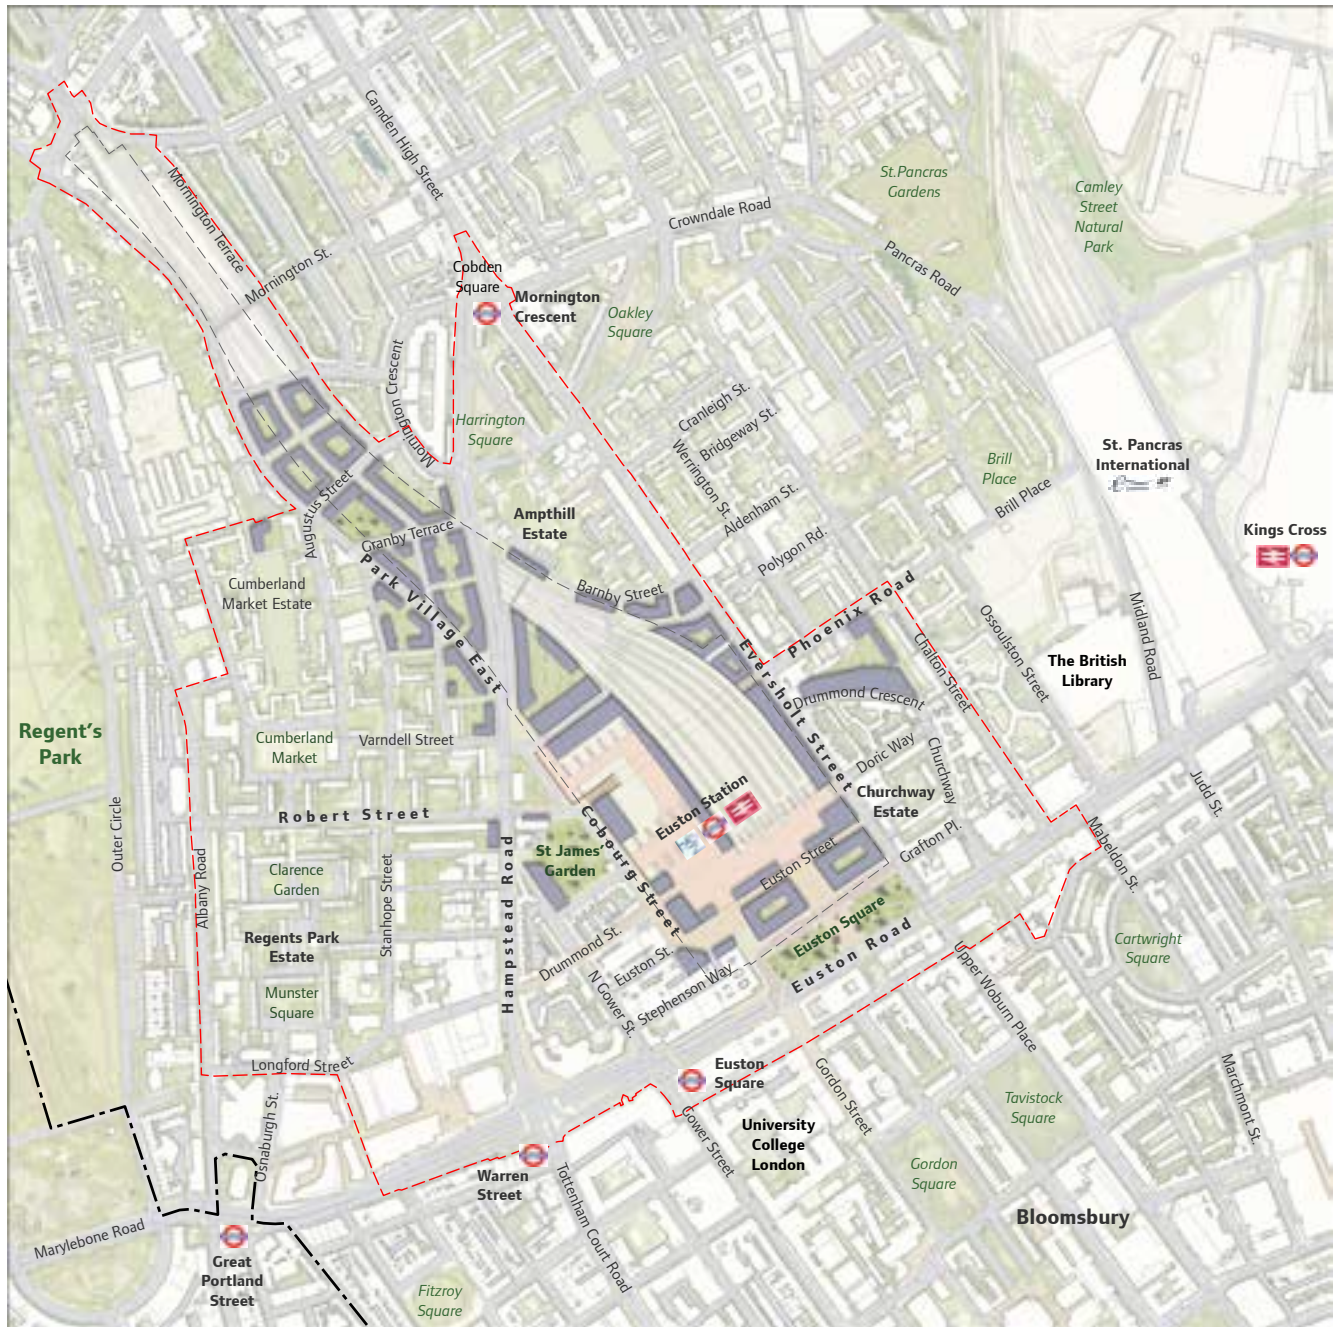 Camden High Street
St.Pancras
Gardens
Camley
Street
Natural
Park
Mornington Terrace
Crowndale Road
Pancras Road
Mornington St.
Cobden
Square
Mornington
Crescent
Oakley
Square
Mornington Crescent
Harrington
Square
Cranleigh St.
Bridgeway St.
Werrington St.
Aldenham St.
Polygon Rd.
Brill
Place
Brill Place
St. Pancras
International
Kings Cross
Augustus Street
Granby Terrace
Ampthill
Estate
Barnby Street
Cumberland
Market Estate
Park Village East
Phoenix Road
Eversholt Street
Chalton Street
Ossoulston Street
Midland Road
The British
Library
Drummond Crescent
Regent's
Park
Cumberland
Market
Varndell Street
Doric Way
Churchway
Churchway
Estate
Judd St.
Outer Circle
Robert Street
Euston Station
Cobourg Street
St James'
Garden
Hampstead Road
Euston Street
Grafton Pl.
Mabeldon St.
Albany Road
Clarence
Garden
Stanhope Street
Regents Park
Estate
Euston Square
Euston Road
Cartwright
Square
Drummond St.
Euston St.
N Gower St.
Stephenson Way
Upper Woburn Place
Munster
Square
Longford Street
Euston
Square
Gordon Street
Marchmont St.
Osnaburgh St.
Tavistock
Square
University
College
London
Gower Street
Warren
Street
Tottenham Court Road
Gordon
Square
Bloomsbury
Marylebone Road
Great
Portland
Street
Fitzroy
Square